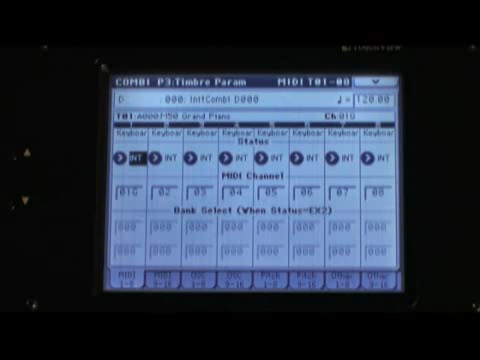 COMBI P3:Timbre Param MIDI T01-08
D :000: InitCombi D000 ♩= 120.00
T01:A000:M50 Grand Piano Ch:01G
Keyboar Keyboar Keyboar Keyboar Keyboar Keyboar Keyboar Keyboar
Status
INT INT INT INT INT INT INT INT
MIDI Channel
01G 02 03 04 05 06 07 08
Bank Select (When Status=EX2)
000 000 000 000 000 000 000 000
000 000 000 000 000 000 000 000
MIDI MIDI OSC OSC Pitch Pitch Other Other
1-8 9-16 1-8 9-16 1-8 9-16 1-8 9-16